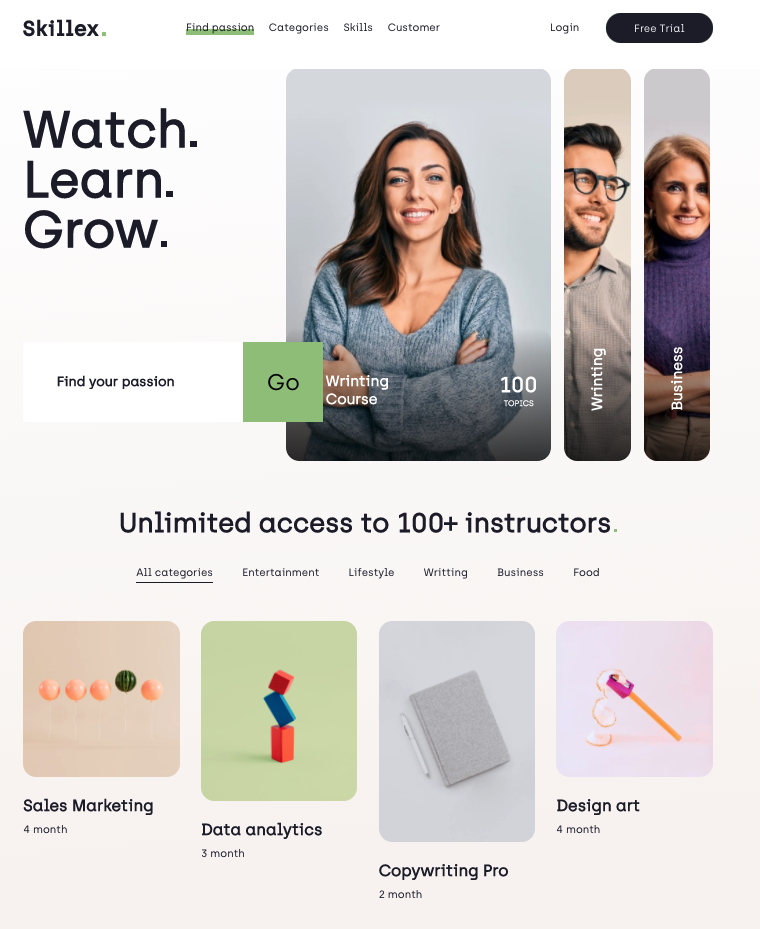 Skillex.
Find passion Categories Skills Customer Login Free Trial
Watch.
Learn.
Grow.
Find your passion Go
Wrinting
Course
100
TOPICS
Wrinting
Business
Unlimited access to 100+ instructors.
All categories Entertainment Lifestyle Writting Business Food
Sales Marketing
4 month
Data analytics
3 month
Copywriting Pro
2 month
Design art
4 month